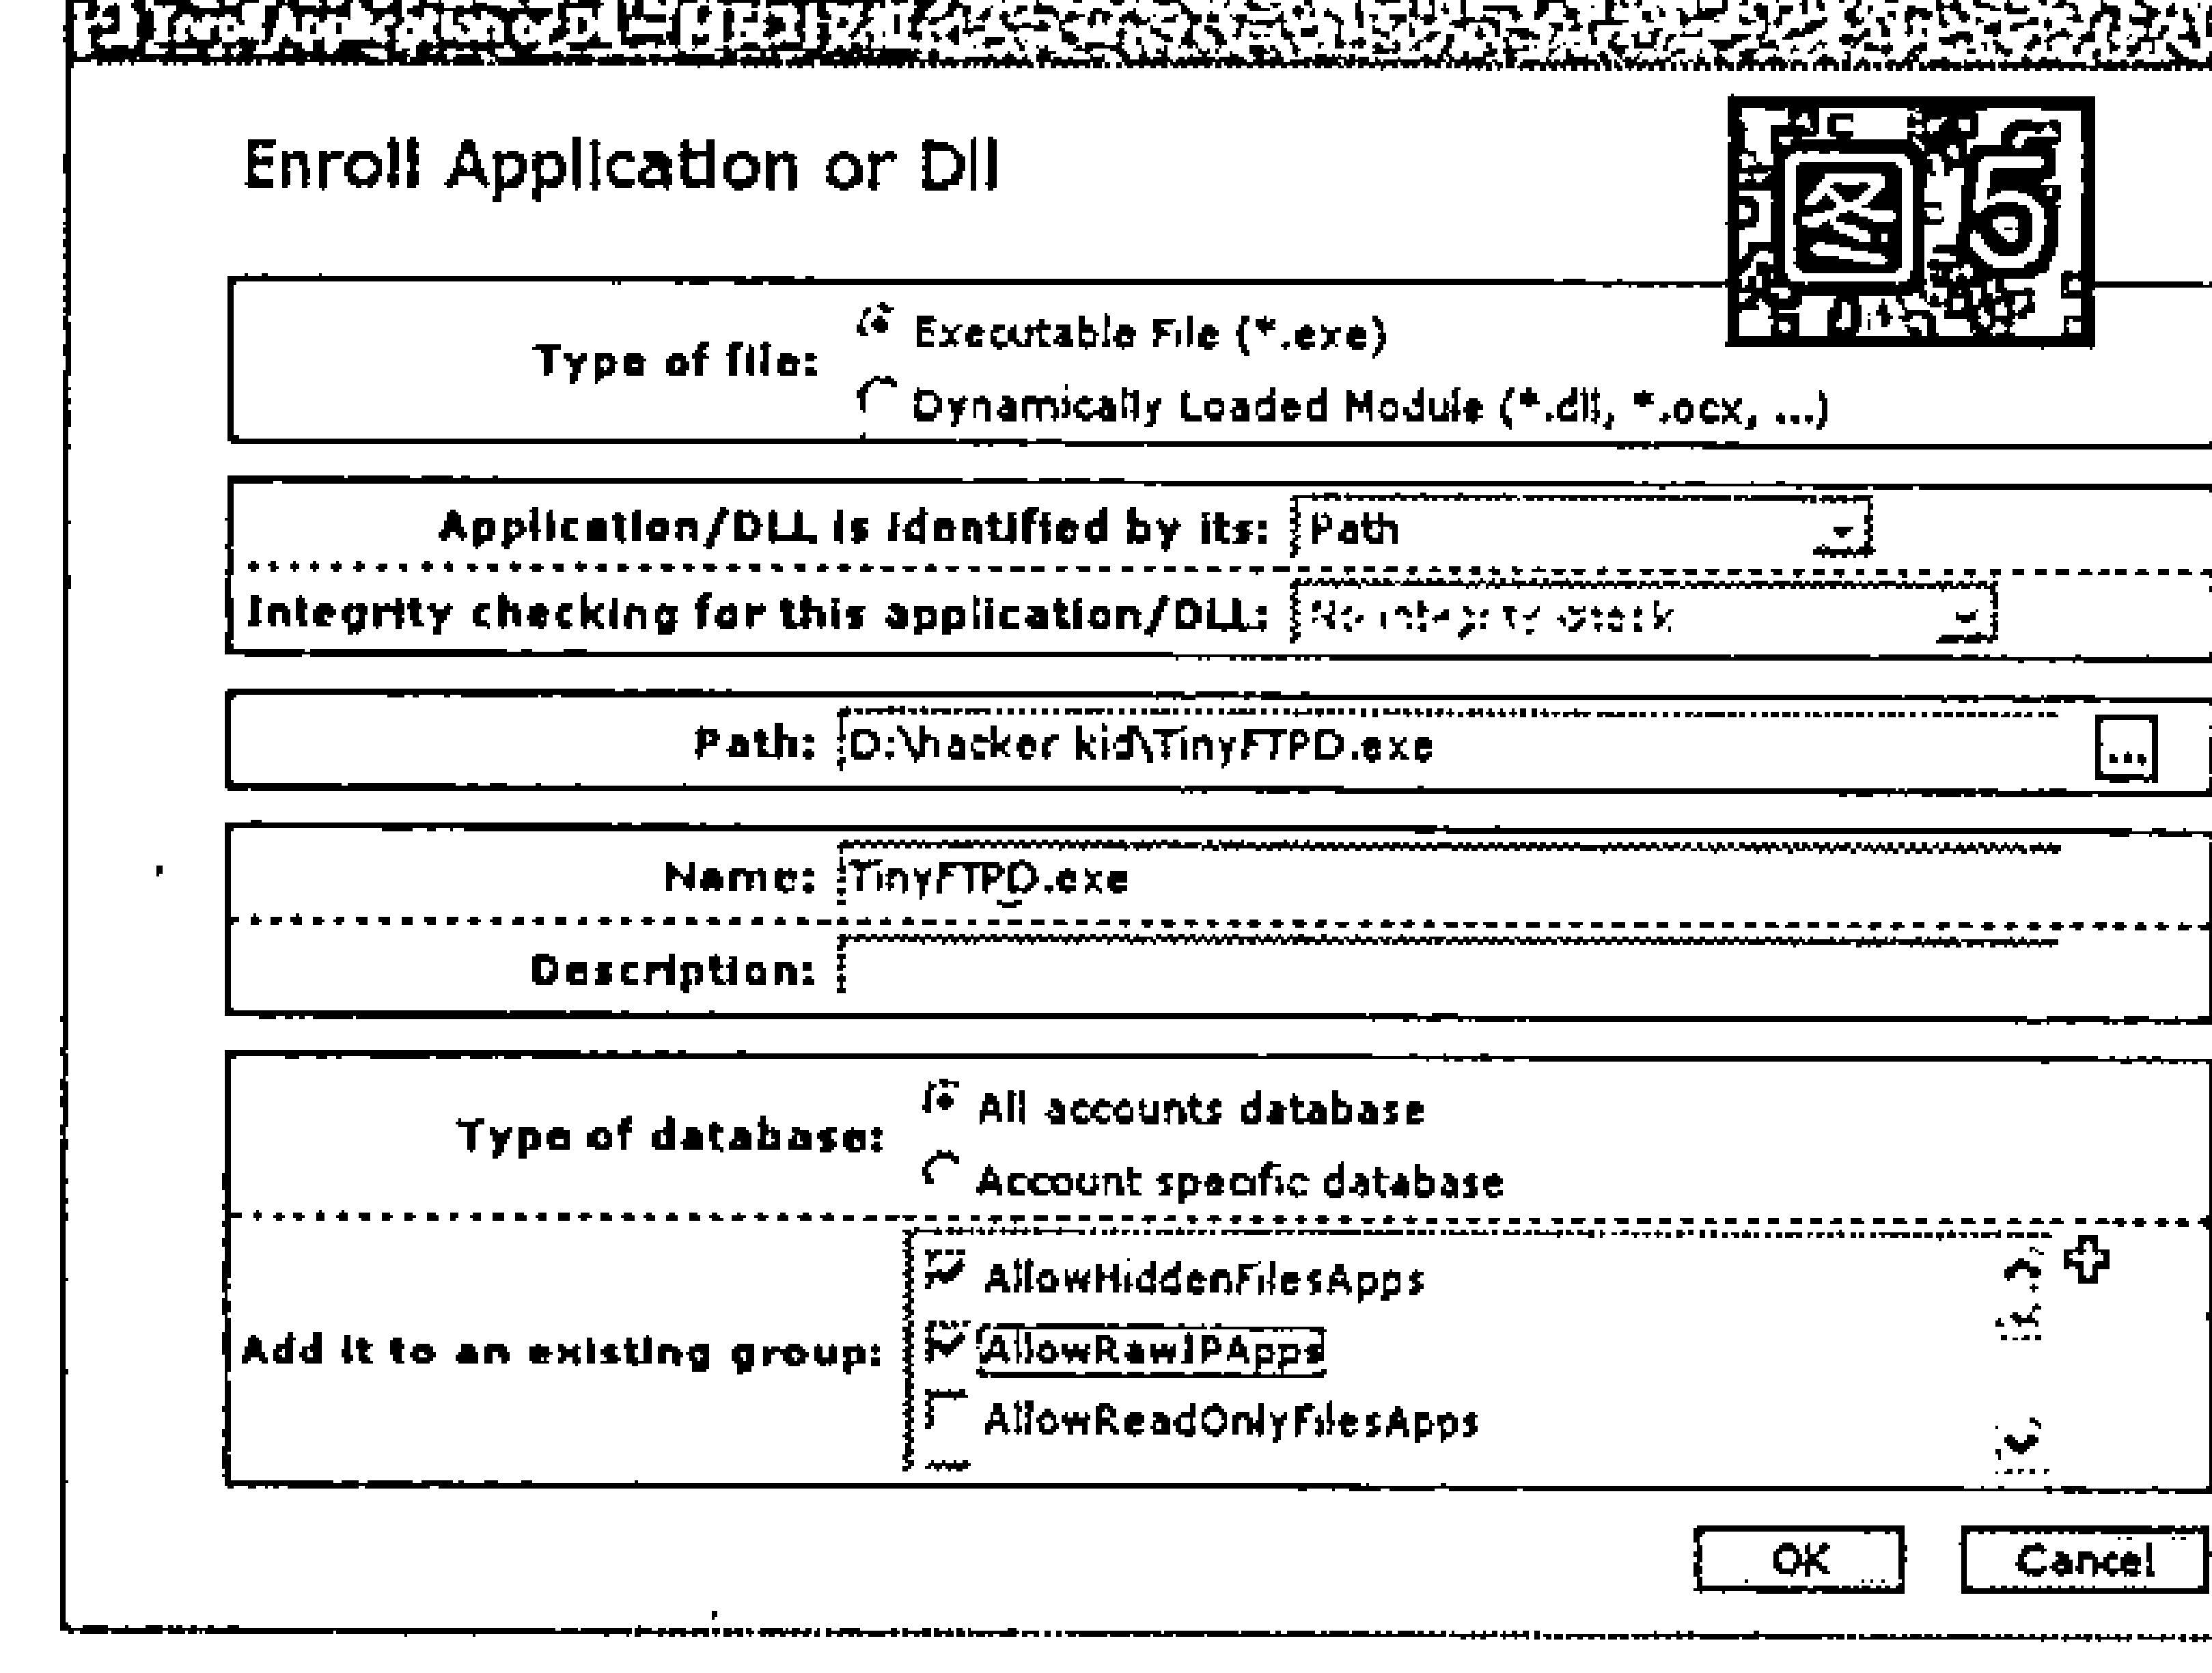 Enroll Application or Dll
图 5
Type of file:
Executable File (*.exe)
Dynamically Loaded Module (*.dll, *.ocx, ...)
Application/DLL is identified by its: Path
Integrity checking for this application/DLL: No integrity check
Path: D:\hacker kid\TinyFTPD.exe ...
Name: TinyFTPD.exe
Description:
Type of database:
All accounts database
Account specific database
Add it to an existing group:
AllowHiddenFilesApps
AllowRawIPApps
AllowReadOnlyFilesApps
OK Cancel